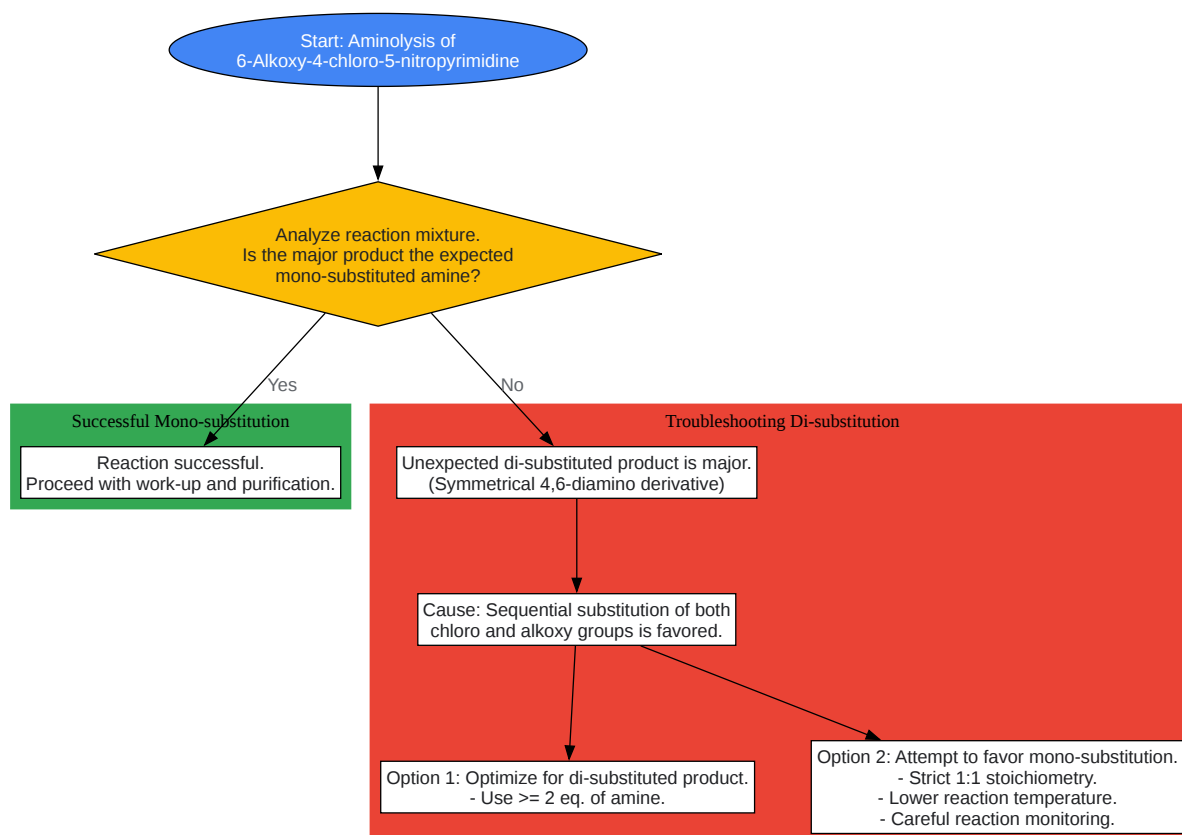 Start: Aminolysis of
6-Alkoxy-4-chloro-5-nitropyrimidine
Analyze reaction mixture.
Is the major product the expected
mono-substituted amine?
Yes
No
Successful Mono-substitution
Reaction successful.
Proceed with work-up and purification.
Troubleshooting Di-substitution
Unexpected di-substituted product is major.
(Symmetrical 4,6-diamino derivative)
Cause: Sequential substitution of both
chloro and alkoxy groups is favored.
Option 1: Optimize for di-substituted product.
- Use >= 2 eq. of amine.
Option 2: Attempt to favor mono-substitution.
- Strict 1:1 stoichiometry.
- Lower reaction temperature.
- Careful reaction monitoring.